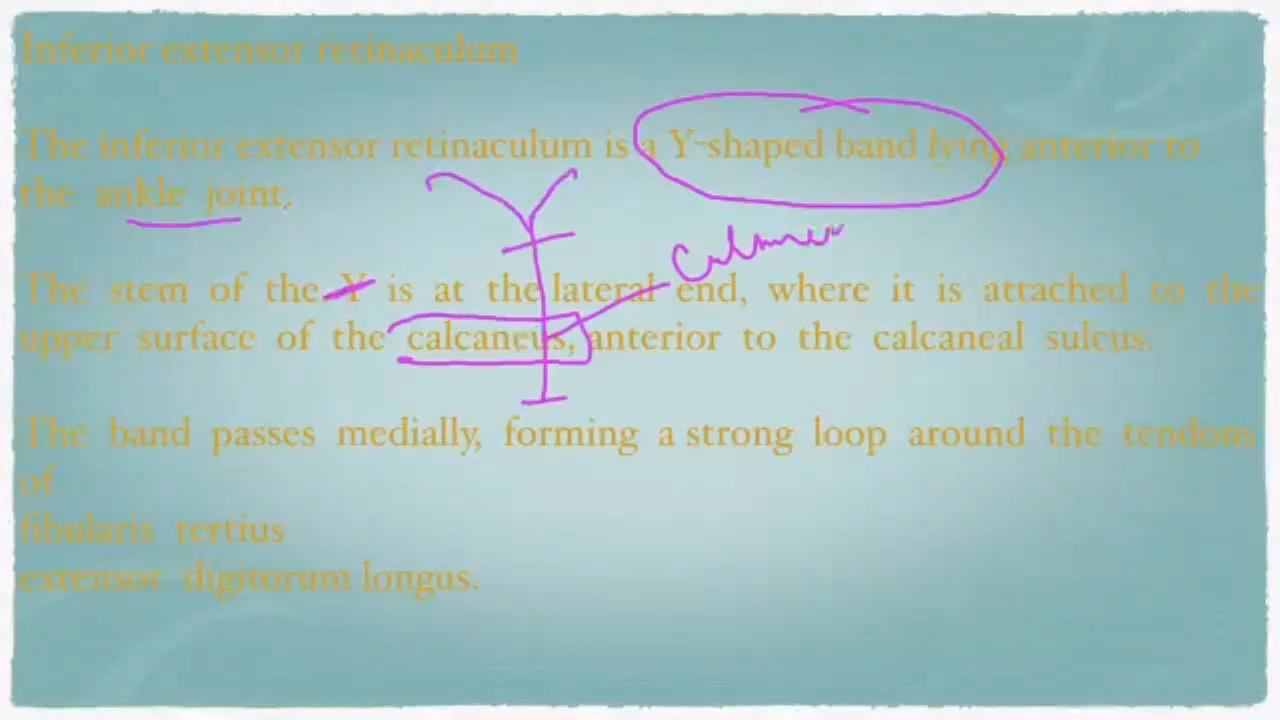 Inferior extensor retinaculum
The inferior extensor retinaculum is a Y-shaped band lying anterior to
the ankle joint.
The stem of the Y is at the lateral end, where it is attached to the
upper surface of the calcaneus, anterior to the calcaneal sulcus.
The band passes medially, forming a strong loop around the tendons
of
fibularis tertius
extensor digitorum longus.